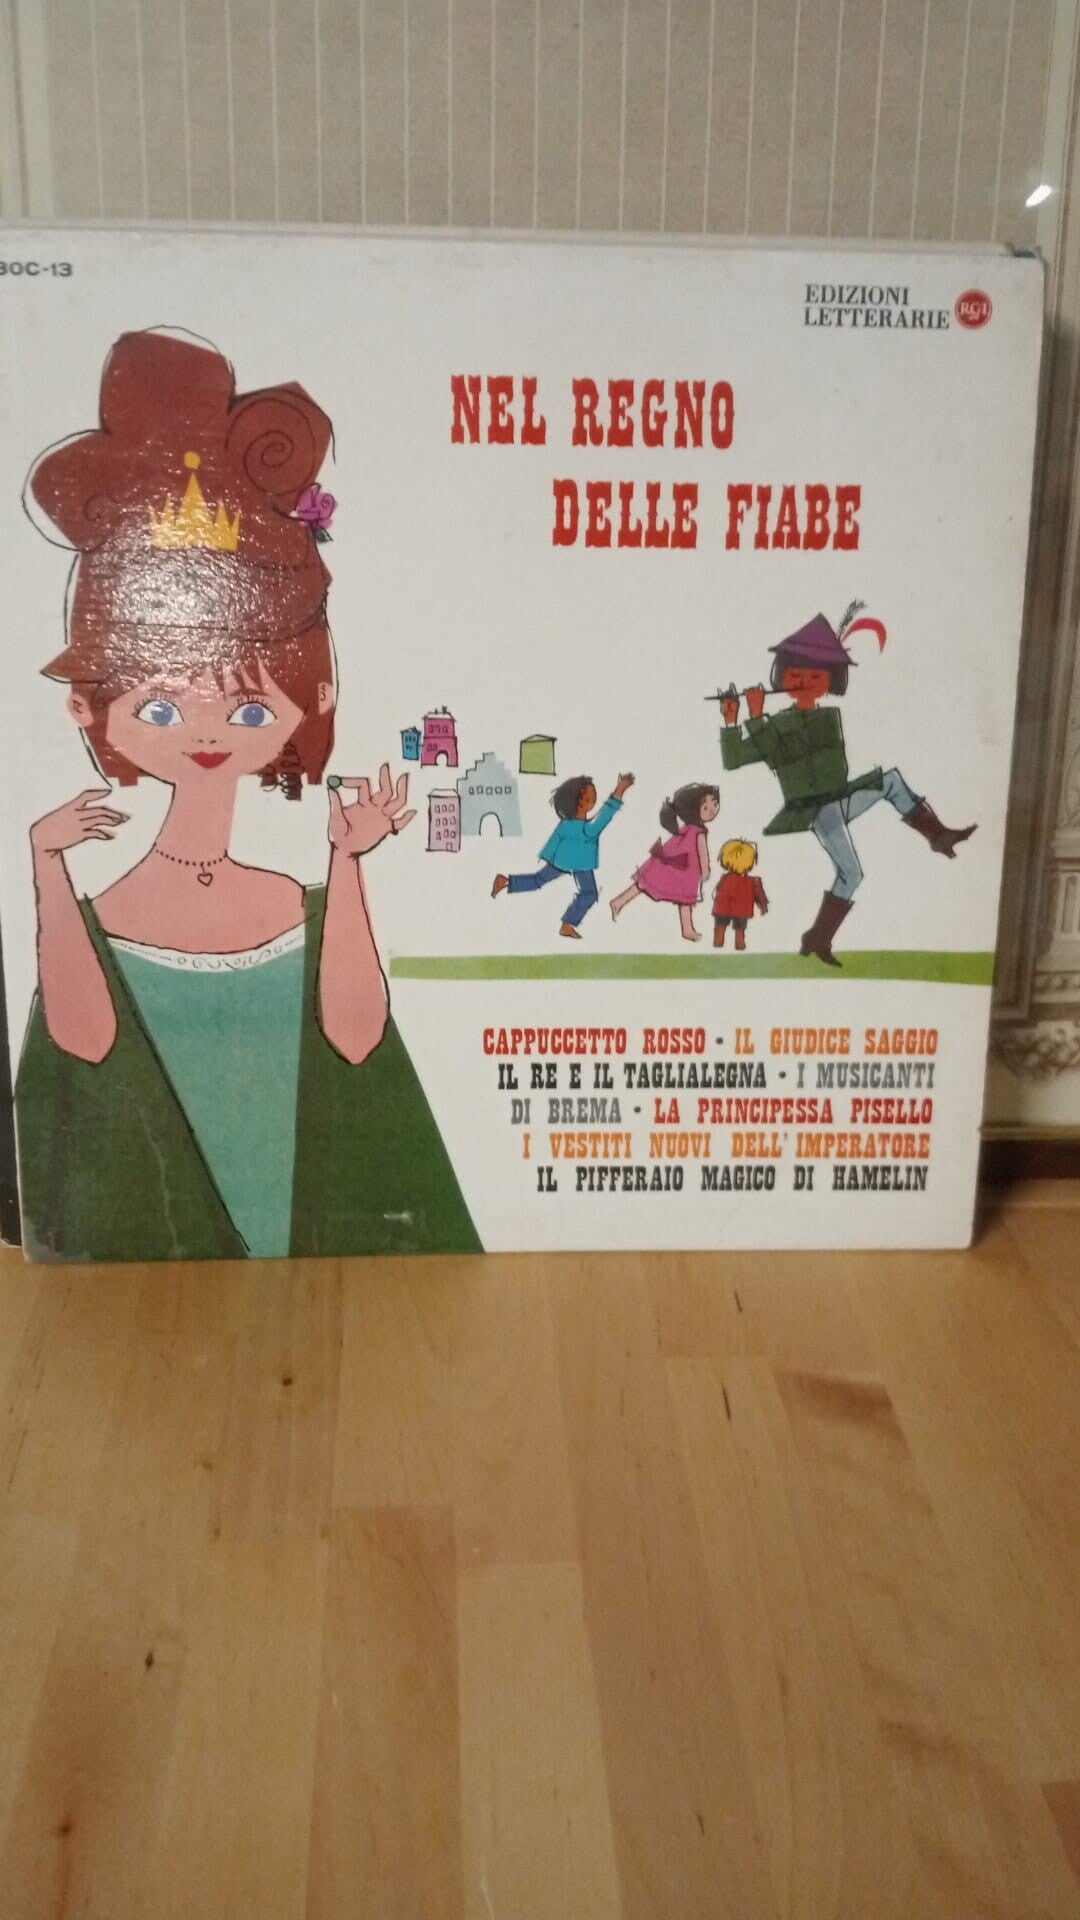 30C-13
EDIZIONI
LETTERARIE RCA
NEL REGNO
DELLE FIABE
CAPPUCCETTO ROSSO • IL GIUDICE SAGGIO
IL RE E IL TAGLIALEGNA • I MUSICANTI
DI BREMA • LA PRINCIPESSA PISELLO
I VESTITI NUOVI DELL' IMPERATORE
IL PIFFERAIO MAGICO DI HAMELIN